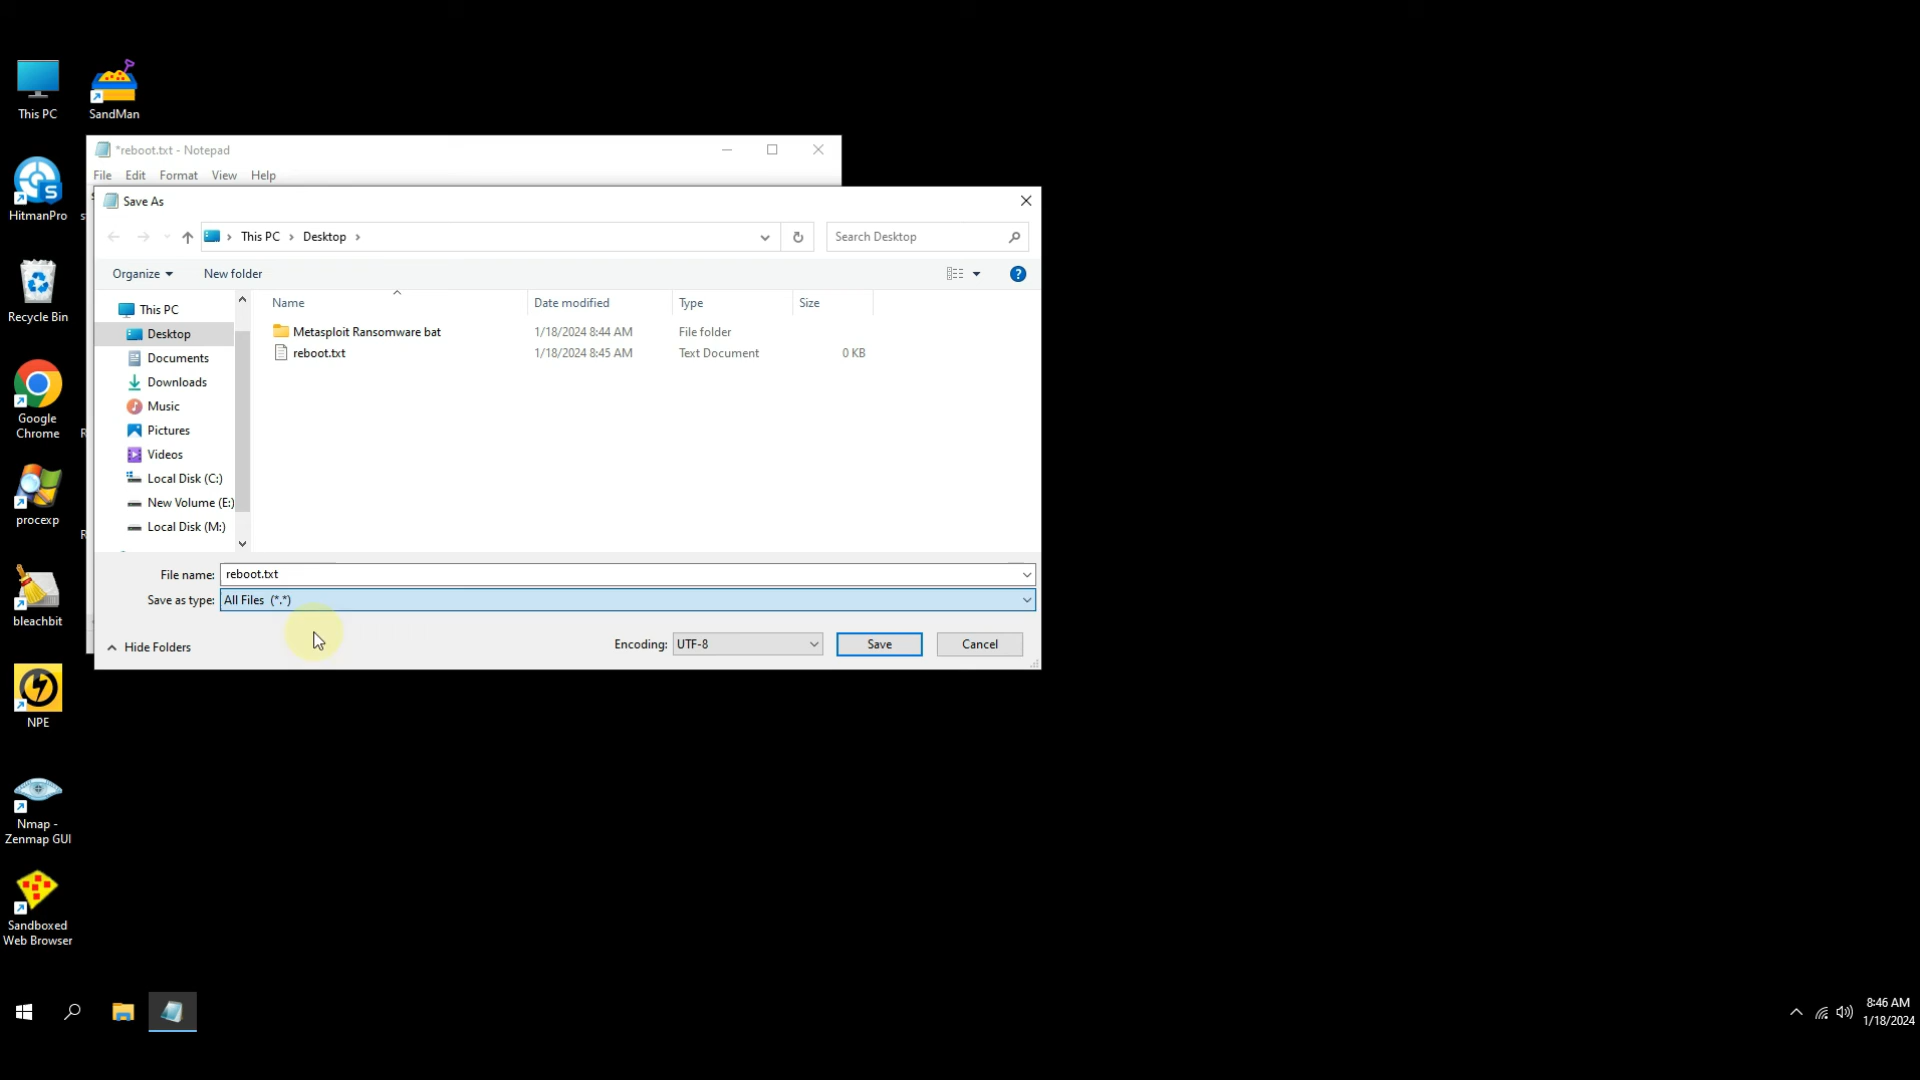 This PC
SandMan
*reboot.txt - Notepad
File Edit Format View Help
Save As
This PC Desktop
Search Desktop
Organize New folder
Name Date modified Type Size
Metasploit Ransomware bat 1/18/2024 8:44 AM File folder
reboot.txt 1/18/2024 8:45 AM Text Document 0 KB
This PC
Desktop
Documents
Downloads
Music
Pictures
Videos
Local Disk (C:)
New Volume (E:)
Local Disk (M:)
File name: reboot.txt
Save as type: All Files (*.*)
Hide Folders
Encoding: UTF-8 Save Cancel
HitmanPro
Recycle Bin
Google
Chrome
procexp
bleachbit
NPE
Nmap -
Zenmap GUI
Sandboxed
Web Browser
8:46 AM
1/18/2024